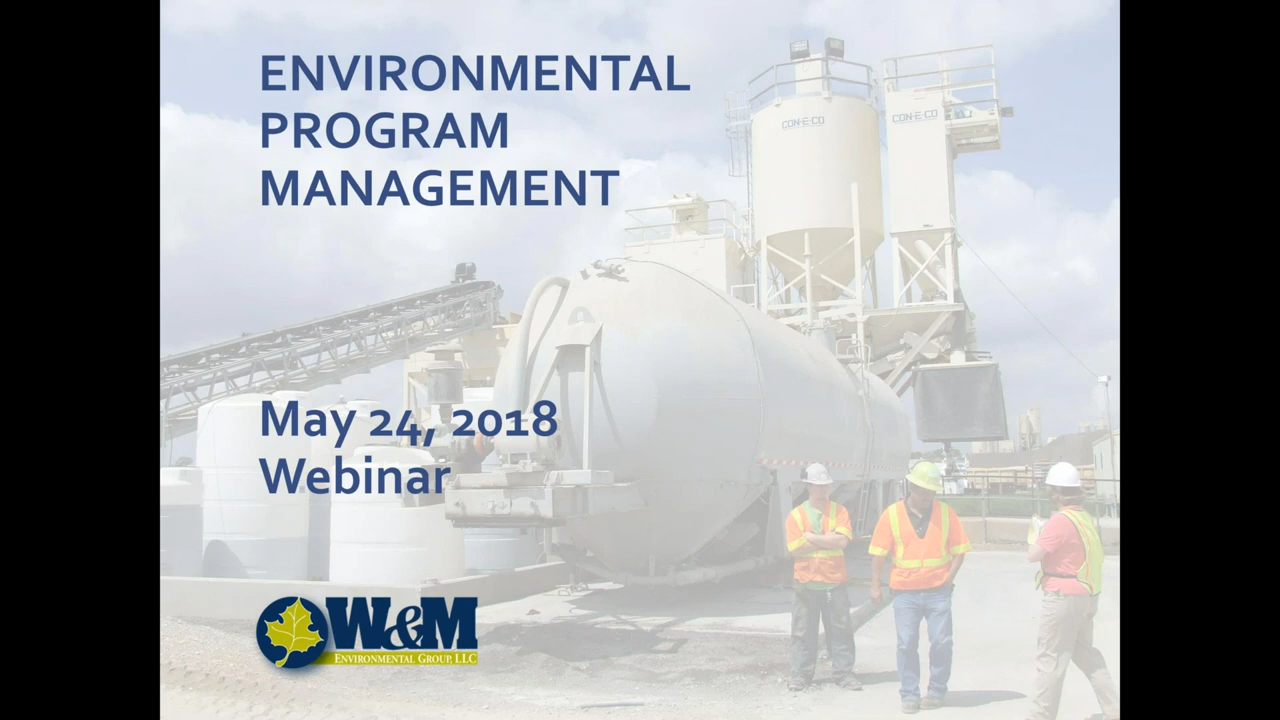 ENVIRONMENTAL
PROGRAM
MANAGEMENT
CON-E-CO
CON-E-CO
May 24, 2018
Webinar
W&M
ENVIRONMENTAL GROUP, LLC